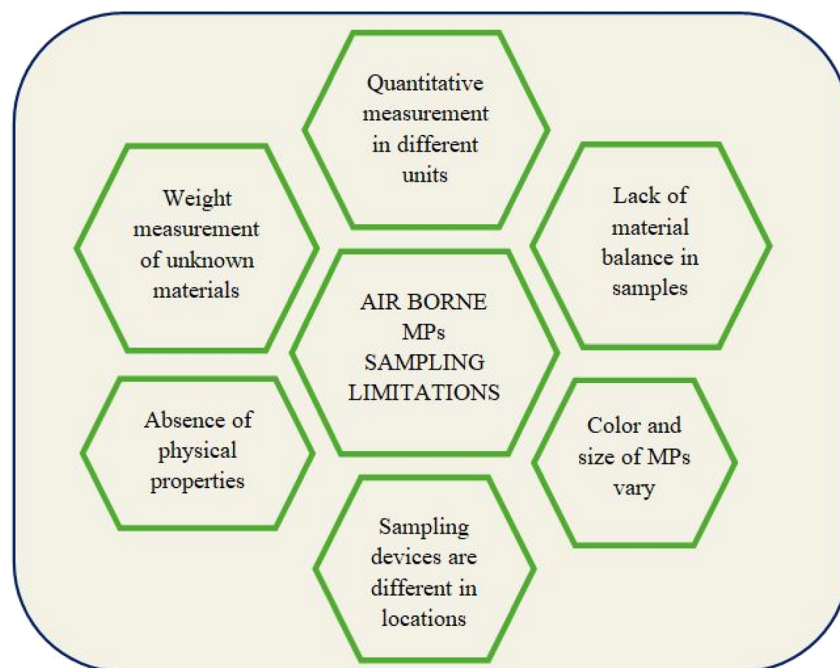 Quantitative
measurement
in different
units
Weight
measurement
of unknown
materials
Lack of
material
balance in
samples
AIR BORNE
MPs
SAMPLING
LIMITATIONS
Absence of
physical
properties
Color and
size of MPs
vary
Sampling
devices are
different in
locations